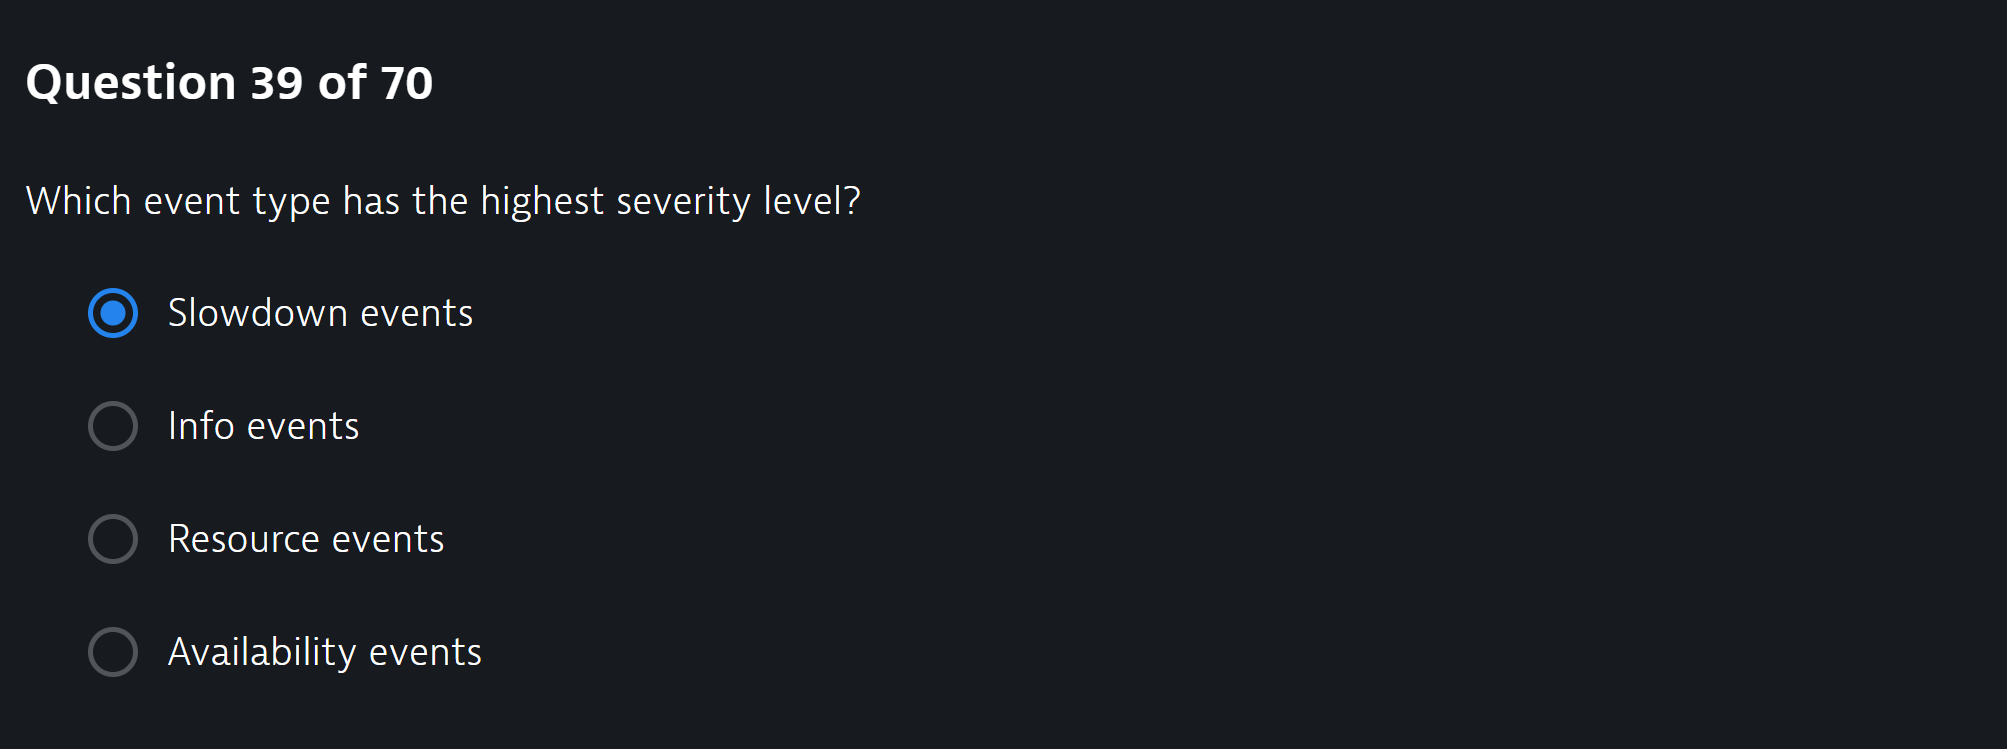 Question 39 of 70
Which event type has the highest severity level?
Slowdown events
Info events
Resource events
Availability events